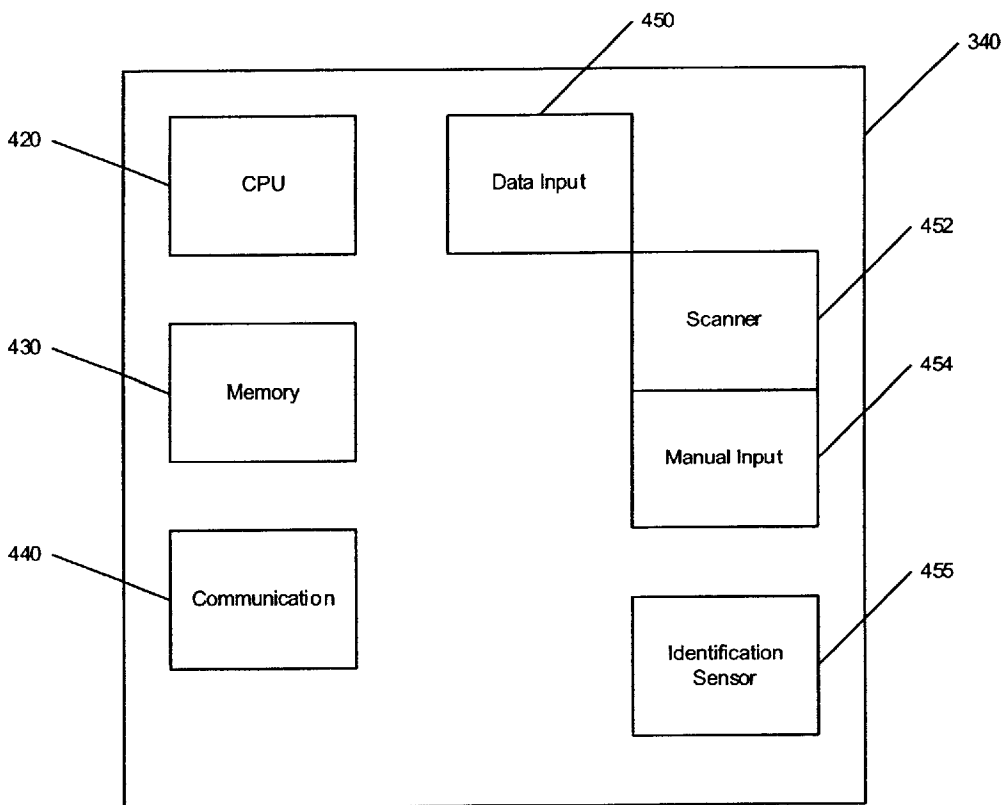 450
340
420
CPU
Data Input
452
Scanner
430
Memory
454
Manual Input
440
Communication
455
Identification
Sensor